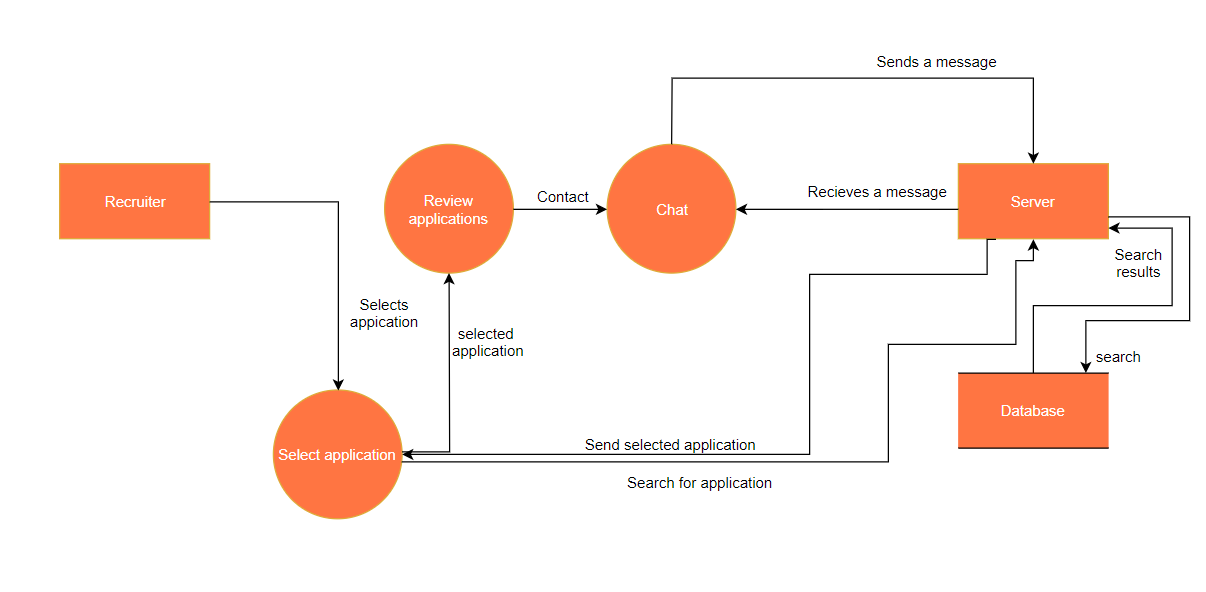 Sends a message
Recruiter
Review
applications
Contact
Chat
Recieves a message
Server
Search
results
Selects
appication
selected
application
search
Database
Select application
Send selected application
Search for application